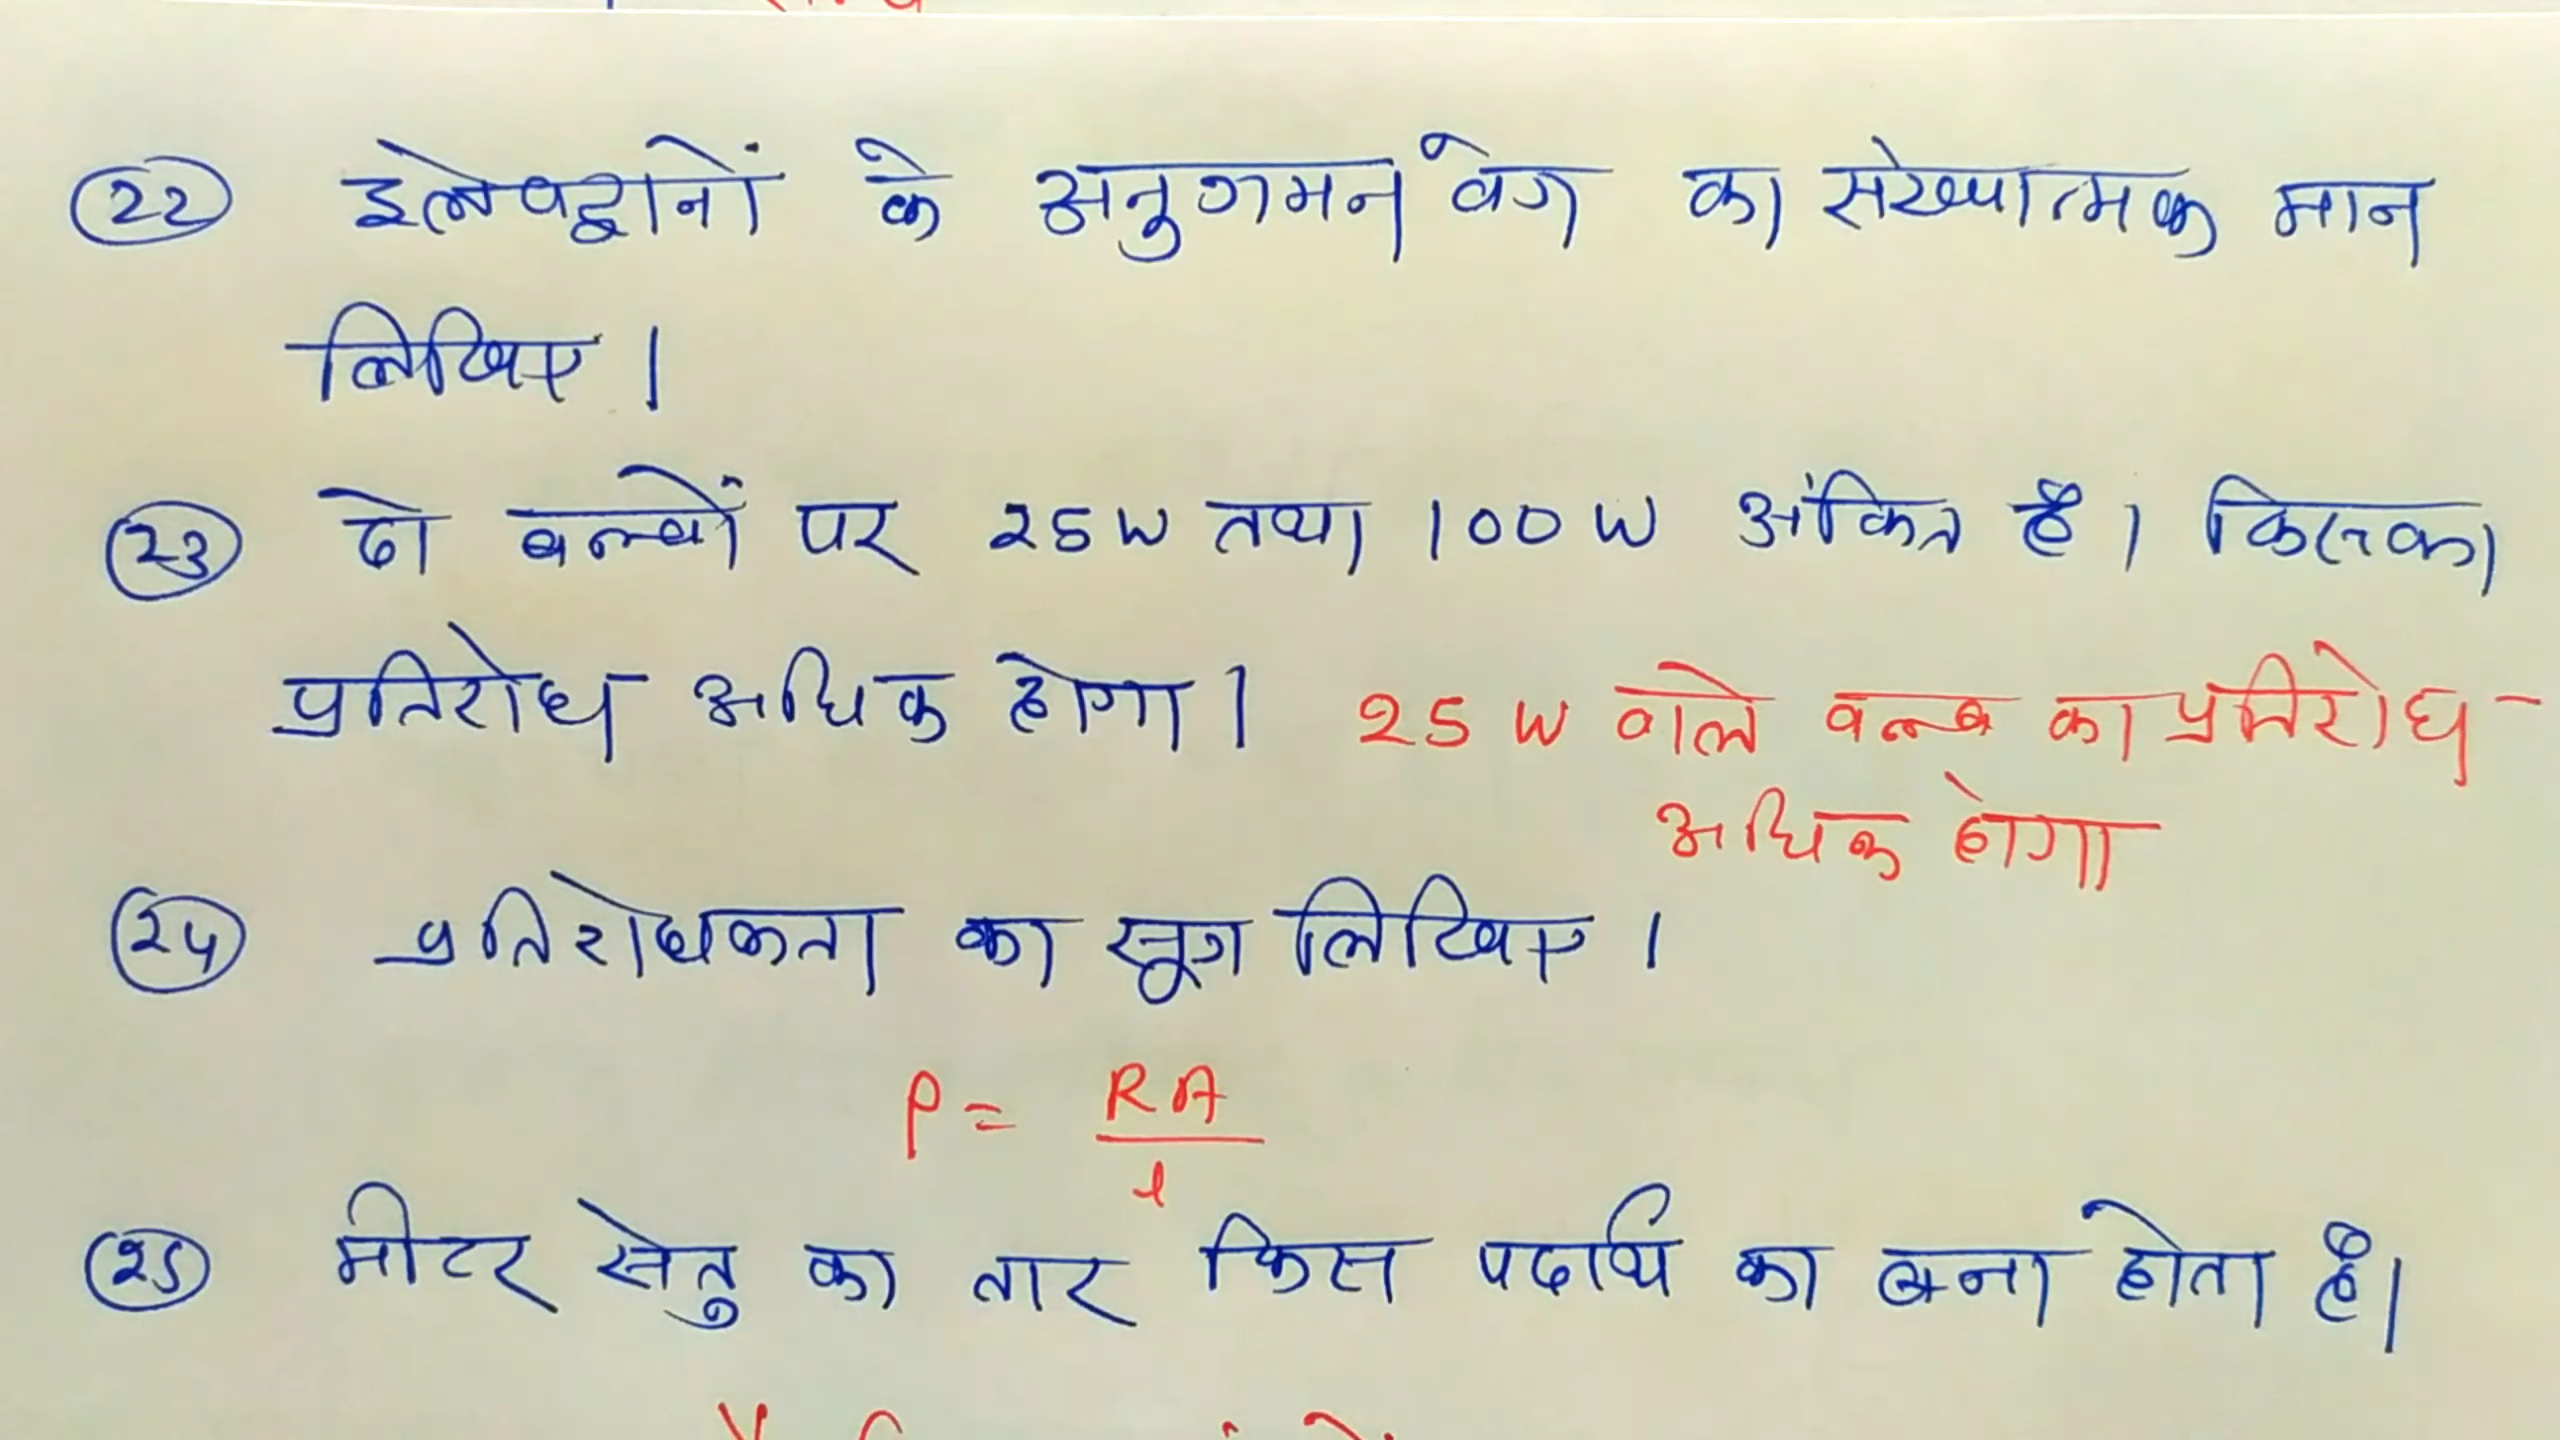 22 इलेक्ट्रानों के अनुगमन वेग का संख्यात्मक मान
लिखिए।
23 दो बल्बों पर 25W तथा 100W अंकित है। किसका
प्रतिरोध अधिक होगा। 25 W वाले बल्ब का प्रतिरोध
अधिक होगा
24 प्रतिरोधकता का सूत्र लिखिए।
ρ = RA
l
25 मीटर सेतु का तार किस पदार्थ का बना होता है।